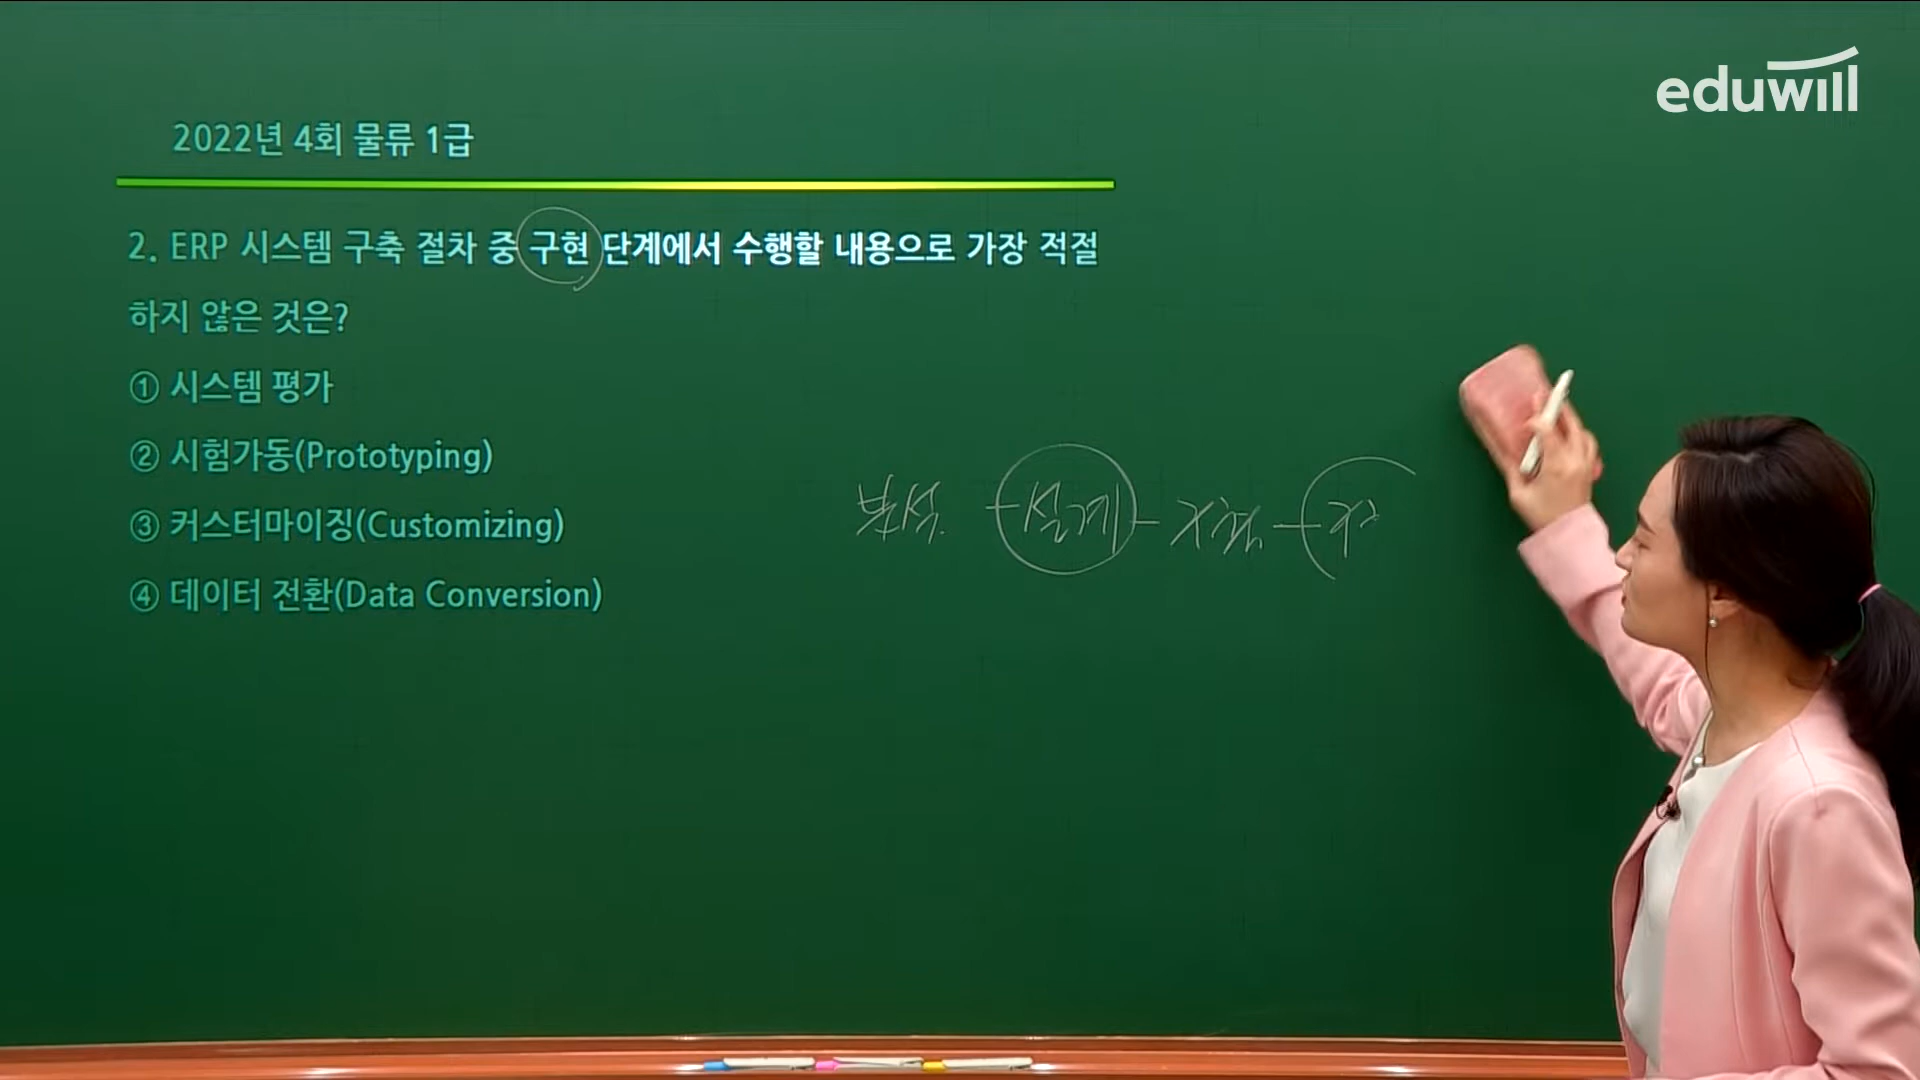 eduwill
2022년 4회 물류 1급
2. ERP 시스템 구축 절차 중 구현 단계에서 수행할 내용으로 가장 적절
하지 않은 것은?
① 시스템 평가
② 시험가동(Prototyping)
③ 커스터마이징(Customizing)
④ 데이터 전환(Data Conversion)
분석 - 설계 -